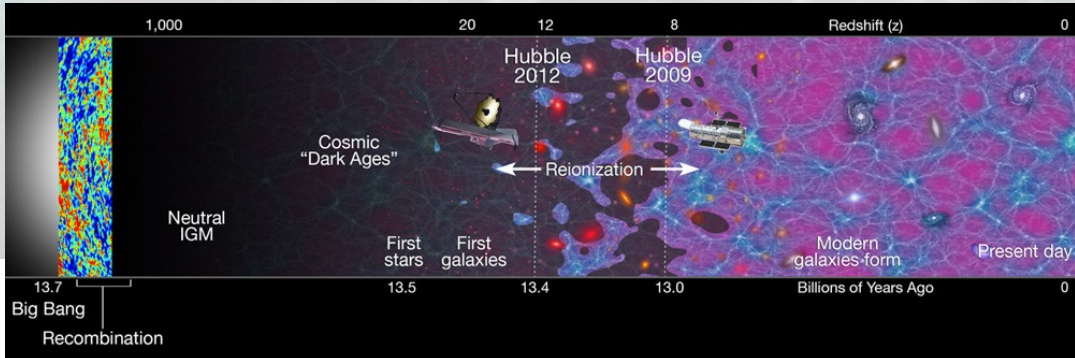 1,000
20
12
8
Redshift (z)
0
Hubble
2012
Hubble
2009
Cosmic
"Dark Ages"
Reionization
Neutral
IGM
First
stars
First
galaxies
Modern
galaxies form
Present day
13.7
13.5
13.4
13.0
Billions of Years Ago
0
Big Bang
Recombination